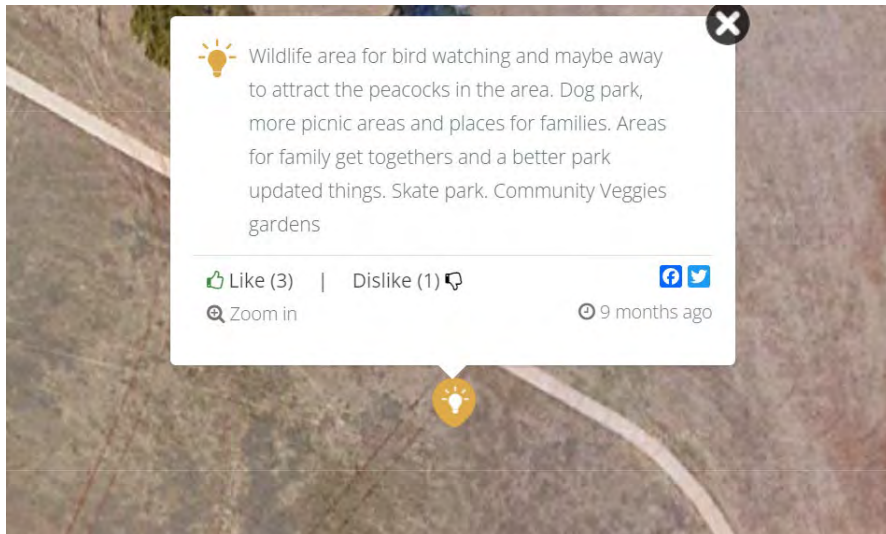 Wildlife area for bird watching and maybe away
to attract the peacocks in the area. Dog park,
more picnic areas and places for families. Areas
for family get togethers and a better park
updated things. Skate park. Community Veggies
gardens
Like (3) | Dislike (1)
Zoom in
9 months ago